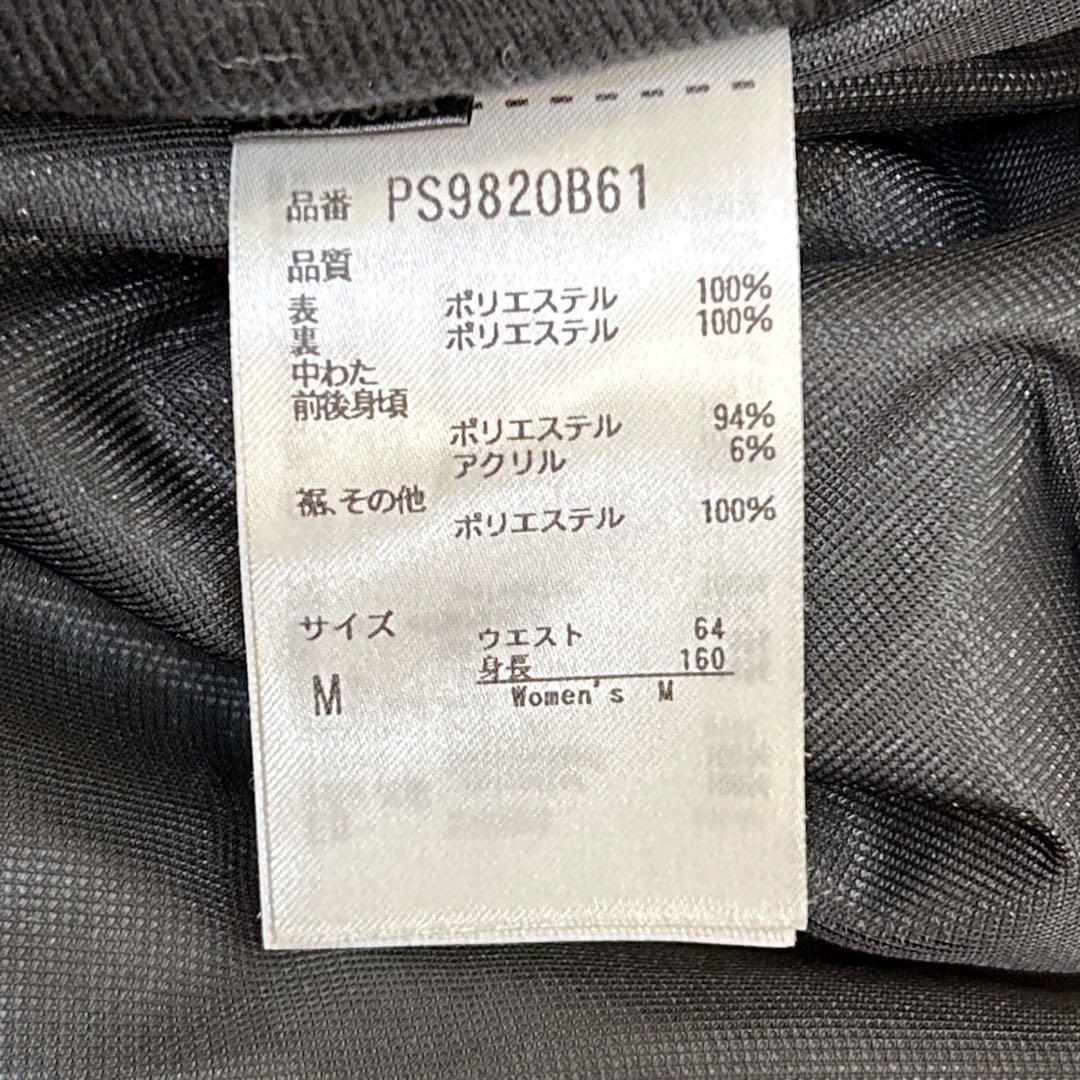 品番 PS9820B61
品質
表 ポリエステル 100%
裏 ポリエステル 100%
中わた
前後身頃
ポリエステル 94%
アクリル 6%
裾、その他
ポリエステル 100%
サイズ ウエスト 64
身長 160
M Women's M